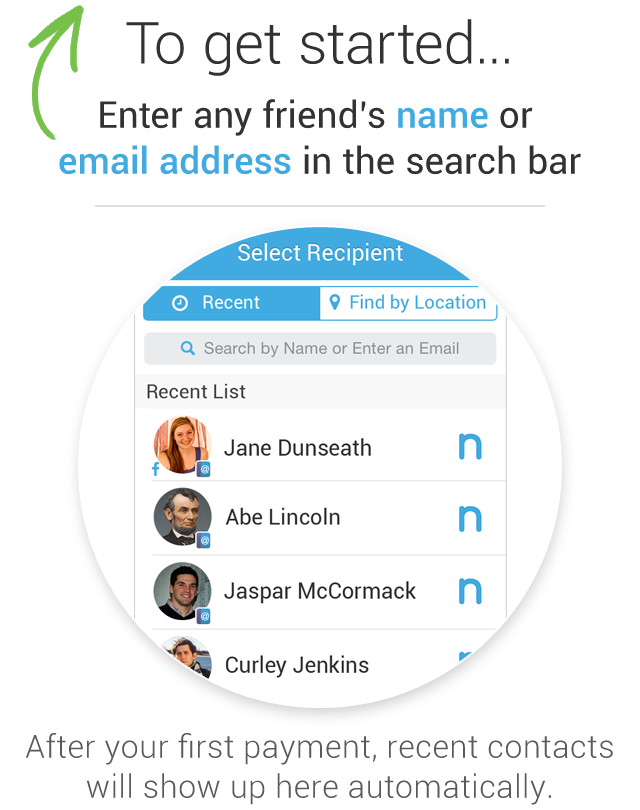 To get started...
Enter any friend's name or
email address in the search bar
Select Recipient
Recent
Find by Location
Search by Name or Enter an Email
Recent List
Jane Dunseath
n
f
@
Abe Lincoln
n
@
Jaspar McCormack
n
@
Curley Jenkins
n
After your first payment, recent contacts
will show up here automatically.